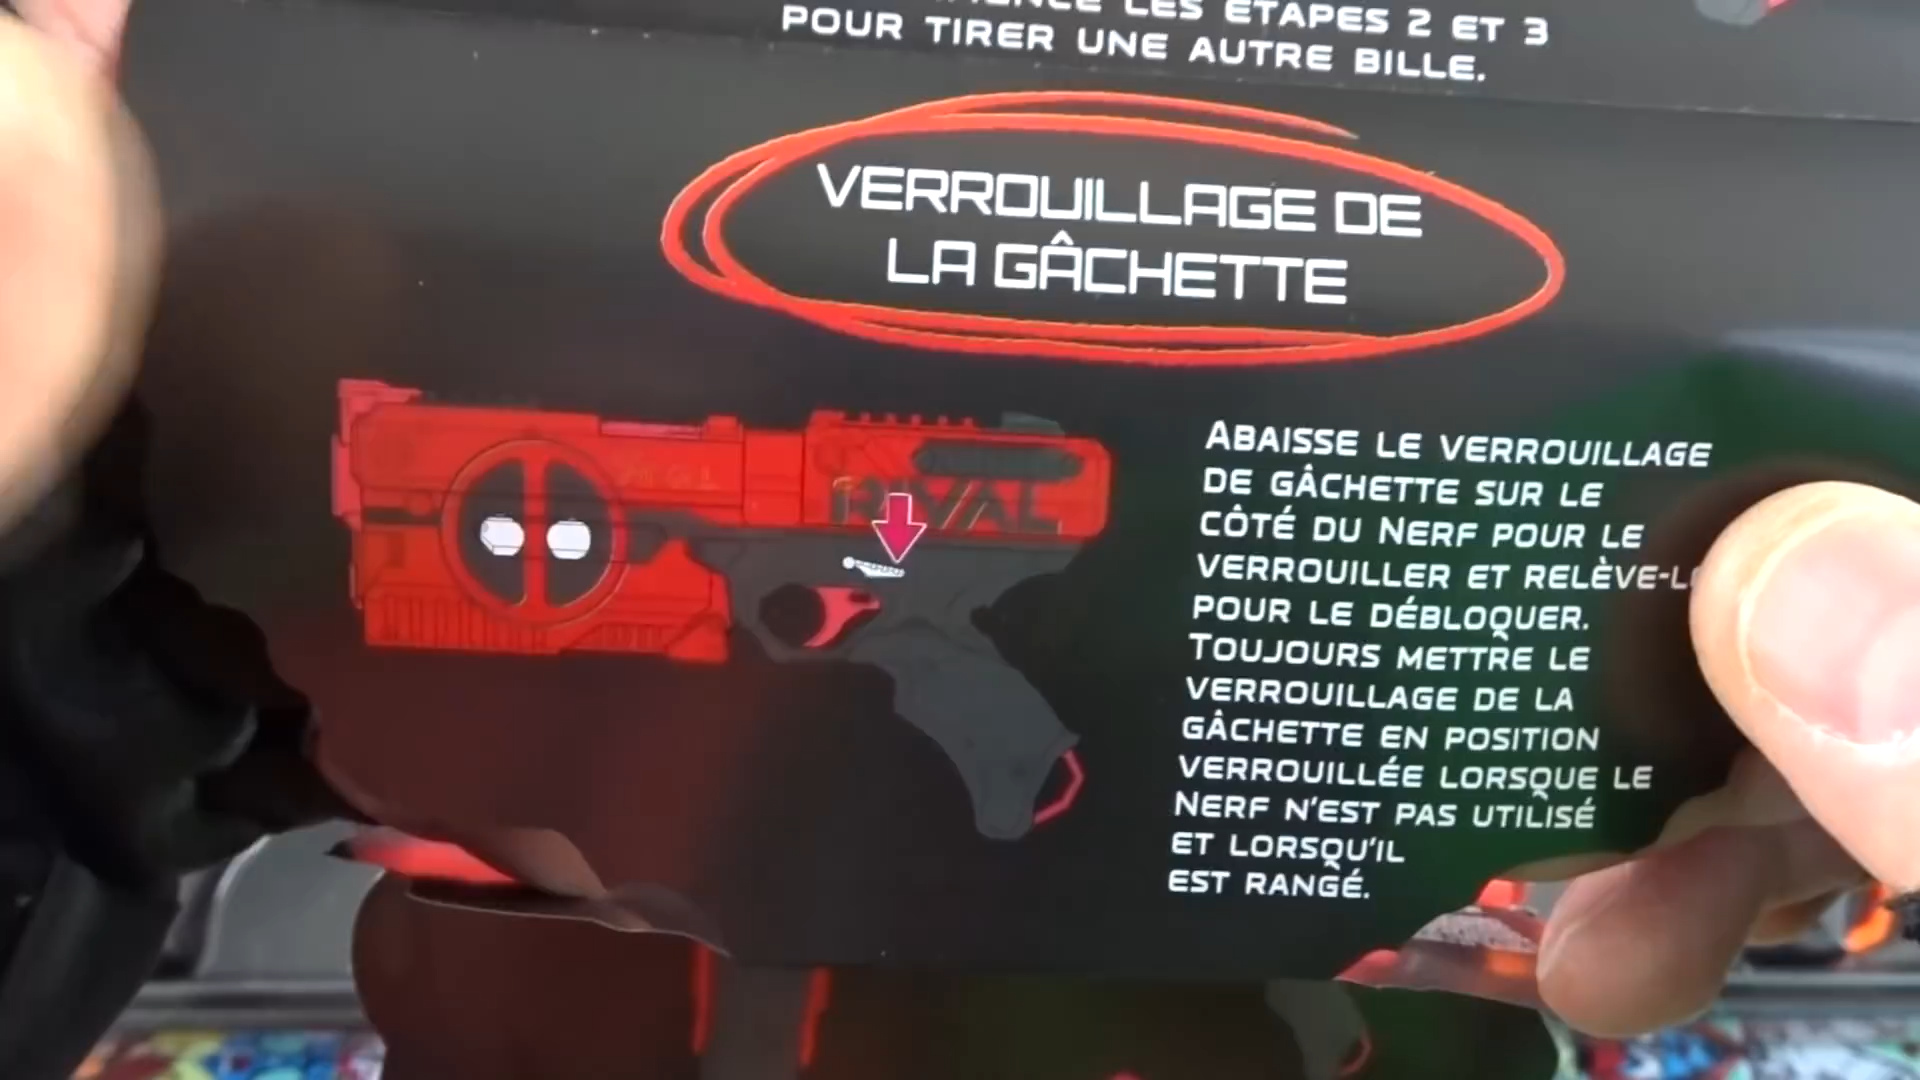 LES ÉTAPES 2 ET 3
POUR TIRER UNE AUTRE BILLE.
VERROUILLAGE DE
LA GÂCHETTE
RIVAL
ABAISSE LE VERROUILLAGE
DE GÂCHETTE SUR LE
CÔTÉ DU NERF POUR LE
VERROUILLER ET RELÈVE-L
POUR LE DÉBLOQUER.
TOUJOURS METTRE LE
VERROUILLAGE DE LA
GÂCHETTE EN POSITION
VERROUILLÉE LORSQUE LE
NERF N'EST PAS UTILISÉ
ET LORSQU'IL
EST RANGÉ.